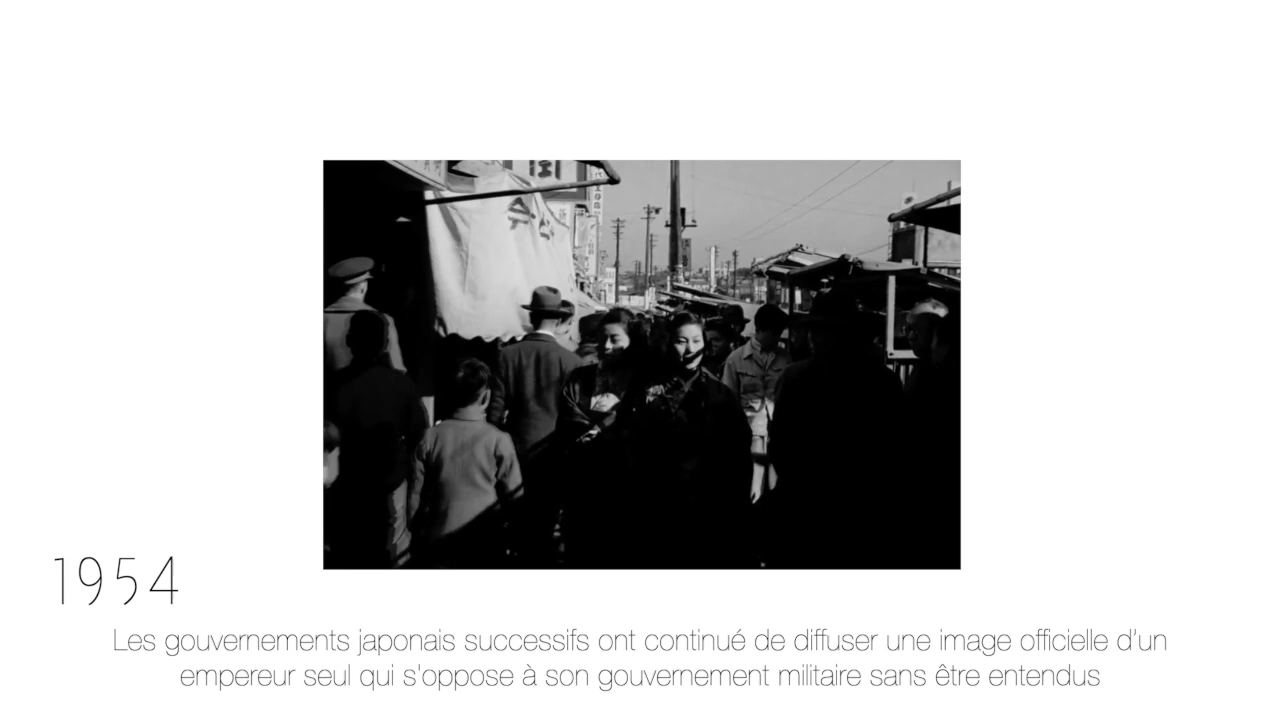 1954
Les gouvernements japonais successifs ont continué de diffuser une image officielle d'un
empereur seul qui s'oppose à son gouvernement militaire sans être entendus